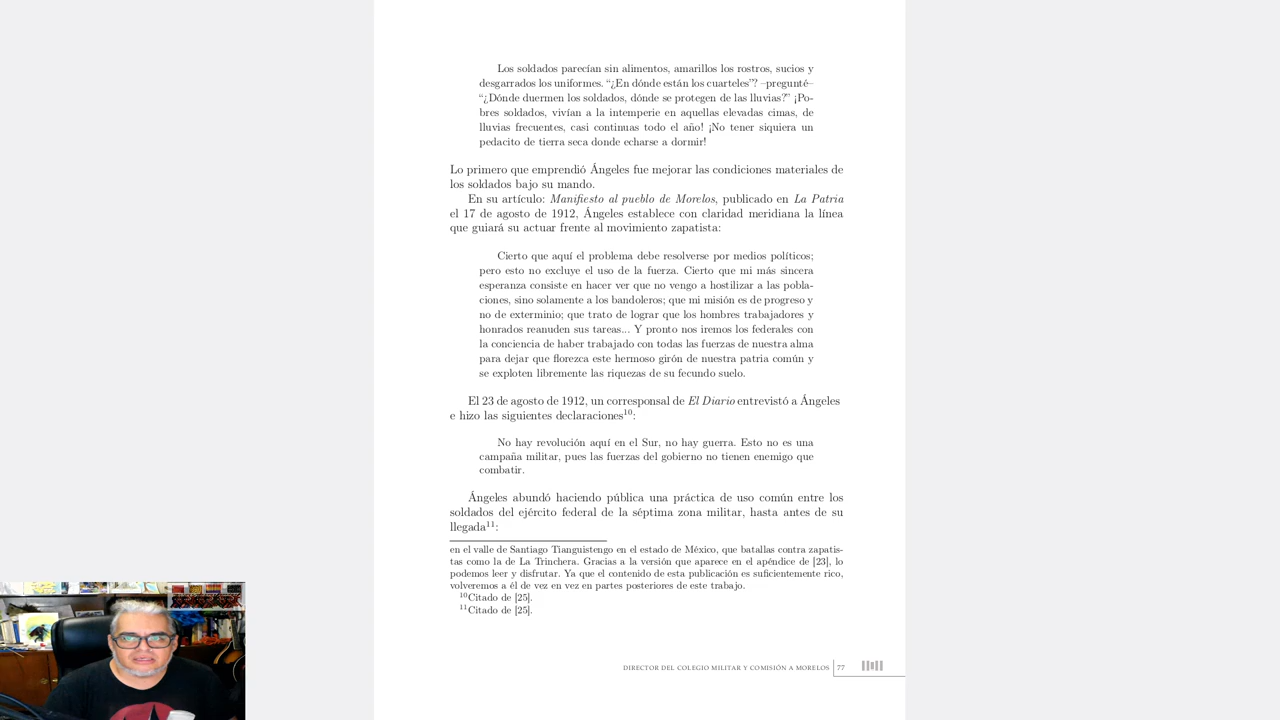 Los soldados parecían sin alimentos, amarillos los rostros, sucios y
desgarrados los uniformes. “¿En dónde están los cuarteles”? –pregunté–
“¿Dónde duermen los soldados, dónde se protegen de las lluvias?” ¡Po-
bres soldados, vivían a la intemperie en aquellas elevadas cimas, de
lluvias frecuentes, casi continuas todo el año! ¡No tener siquiera un
pedacito de tierra seca donde echarse a dormir!
Lo primero que emprendió Ángeles fue mejorar las condiciones materiales de
los soldados bajo su mando.
En su artículo: Manifiesto al pueblo de Morelos, publicado en La Patria
el 17 de agosto de 1912, Ángeles establece con claridad meridiana la línea
que guiará su actuar frente al movimiento zapatista:
Cierto que aquí el problema debe resolverse por medios políticos;
pero esto no excluye el uso de la fuerza. Cierto que mi más sincera
esperanza consiste en hacer ver que no vengo a hostilizar a las pobla-
ciones, sino solamente a los bandoleros; que mi misión es de progreso y
no de exterminio; que trato de lograr que los hombres trabajadores y
honrados reanuden sus tareas... Y pronto nos iremos los federales con
la conciencia de haber trabajado con todas las fuerzas de nuestra alma
para dejar que florezca este hermoso girón de nuestra patria común y
se exploten libremente las riquezas de su fecundo suelo.
El 23 de agosto de 1912, un corresponsal de El Diario entrevistó a Ángeles
e hizo las siguientes declaraciones10:
No hay revolución aquí en el Sur, no hay guerra. Esto no es una
campaña militar, pues las fuerzas del gobierno no tienen enemigo que
combatir.
Ángeles abundó haciendo pública una práctica de uso común entre los
soldados del ejército federal de la séptima zona militar, hasta antes de su
llegada11:
en el valle de Santiago Tianguistengo en el estado de México, que batallas contra zapatis-
tas como la de La Trinchera. Gracias a la versión que aparece en el apéndice de [23], lo
podemos leer y disfrutar. Ya que el contenido de esta publicación es suficientemente rico,
volveremos a él de vez en vez en partes posteriores de este trabajo.
10Citado de [25].
11Citado de [25].
DIRECTOR DEL COLEGIO MILITAR Y COMISIÓN A MORELOS 77